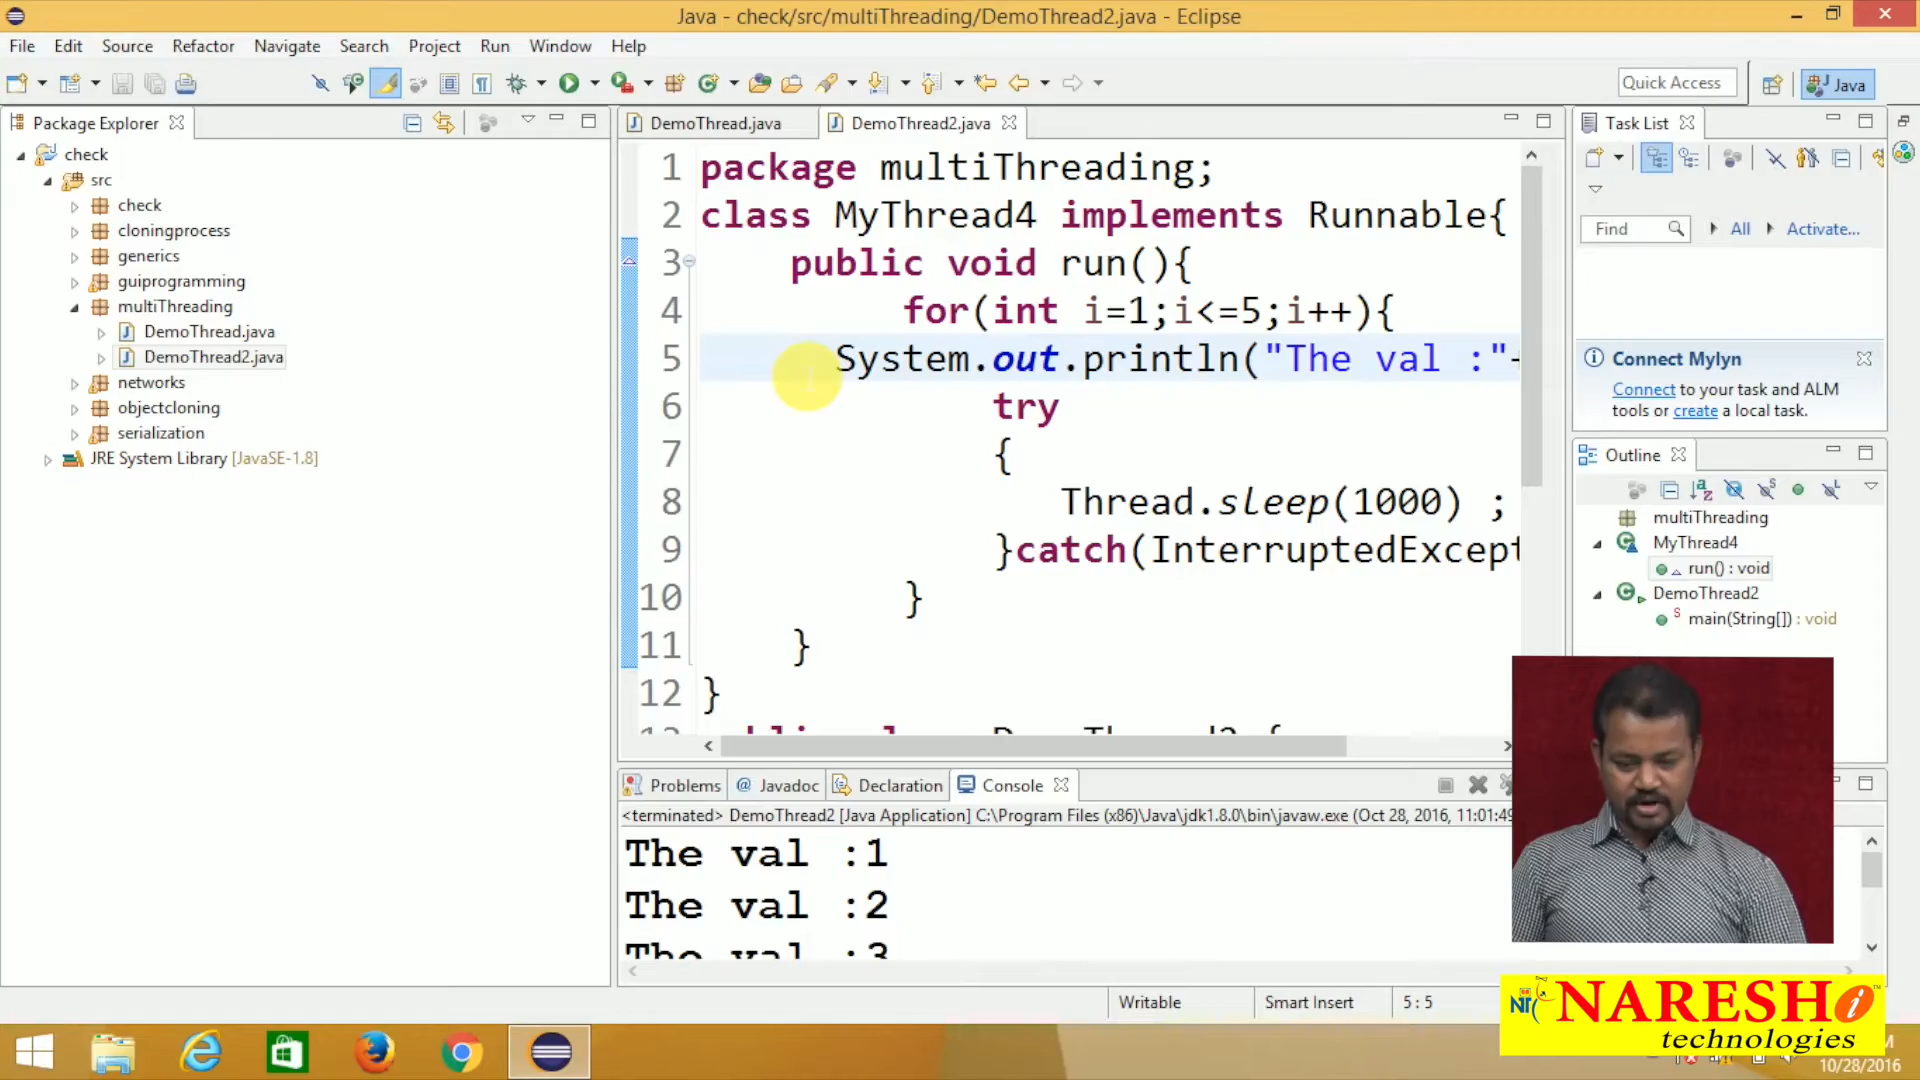 Java - check/src/multiThreading/DemoThread2.java - Eclipse
File Edit Source Refactor Navigate Search Project Run Window Help
Quick Access
Java
Package Explorer
check
src
check
cloningprocess
generics
guiprogramming
multiThreading
DemoThread.java
DemoThread2.java
networks
objectcloning
serialization
JRE System Library [JavaSE-1.8]
DemoThread.java
DemoThread2.java
1 package multiThreading;
2 class MyThread4 implements Runnable{
3 public void run(){
4 for(int i=1;i<=5;i++){
5 System.out.println("The val :"+
6 try
7 {
8 Thread.sleep(1000) ;
9 }catch(InterruptedExcept
10 }
11 }
12 }
Task List
Find
All
Activate...
Connect Mylyn
Connect to your task and ALM
tools or create a local task.
Outline
multiThreading
MyThread4
run() : void
DemoThread2
main(String[]) : void
Problems
@ Javadoc
Declaration
Console
<terminated> DemoThread2 [Java Application] C:\Program Files (x86)\Java\jdk1.8.0\bin\javaw.exe (Oct 28, 2016, 11:01:49
The val :1
The val :2
The val :3
Writable
Smart Insert
5 : 5
NARESH i
technologies
10/28/2016